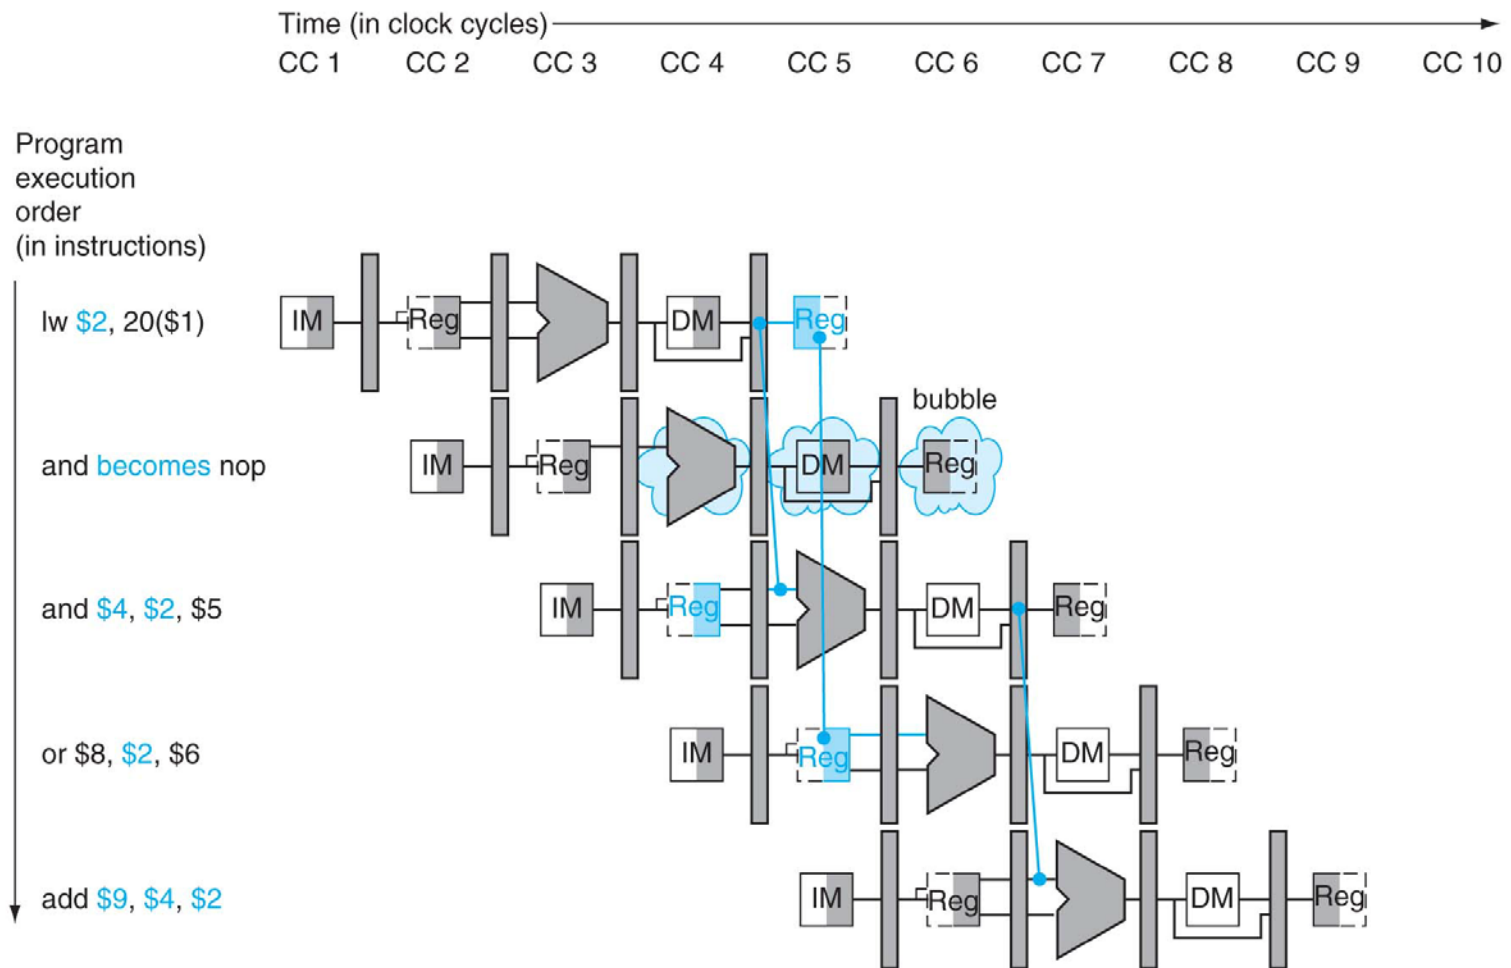 Time (in clock cycles)
CC 1 CC 2 CC 3 CC 4 CC 5 CC 6 CC 7 CC 8 CC 9 CC 10
Program
execution
order
(in instructions)
lw $2, 20($1)
IM Reg DM Reg
bubble
and becomes nop
IM Reg DM Reg
and $4, $2, $5
IM Reg DM Reg
or $8, $2, $6
IM Reg DM Reg
add $9, $4, $2
IM Reg DM Reg